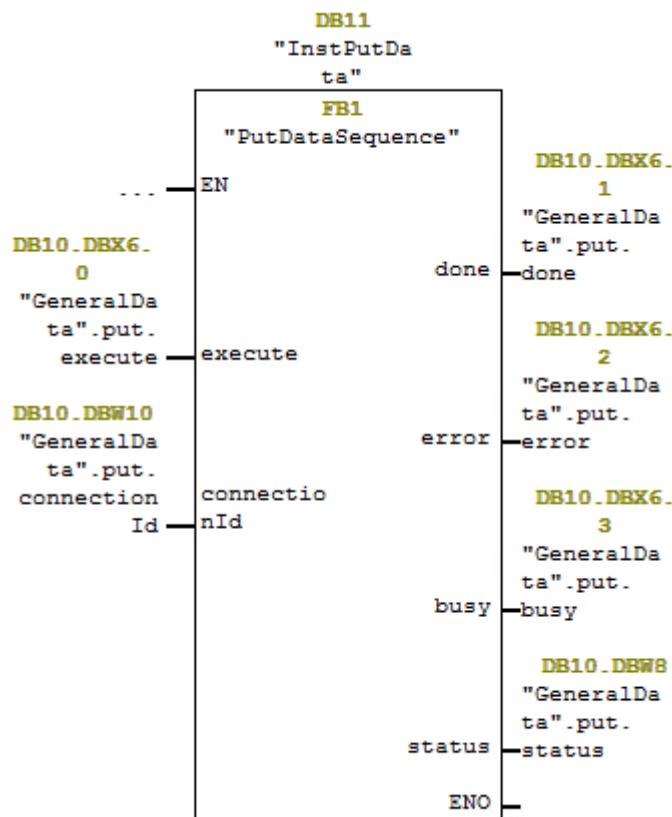 DB11
"InstPutDa
ta"
FB1
"PutDataSequence"
... EN
DB10.DBX6.
0
"GeneralDa
ta".put.
execute
execute
DB10.DBW10
"GeneralDa
ta".put.
connection
Id
connectio
nId
DB10.DBX6.
1
"GeneralDa
ta".put.
done
done
DB10.DBX6.
2
"GeneralDa
ta".put.
error
error
DB10.DBX6.
3
"GeneralDa
ta".put.
busy
busy
DB10.DBW8
"GeneralDa
ta".put.
status
status
ENO